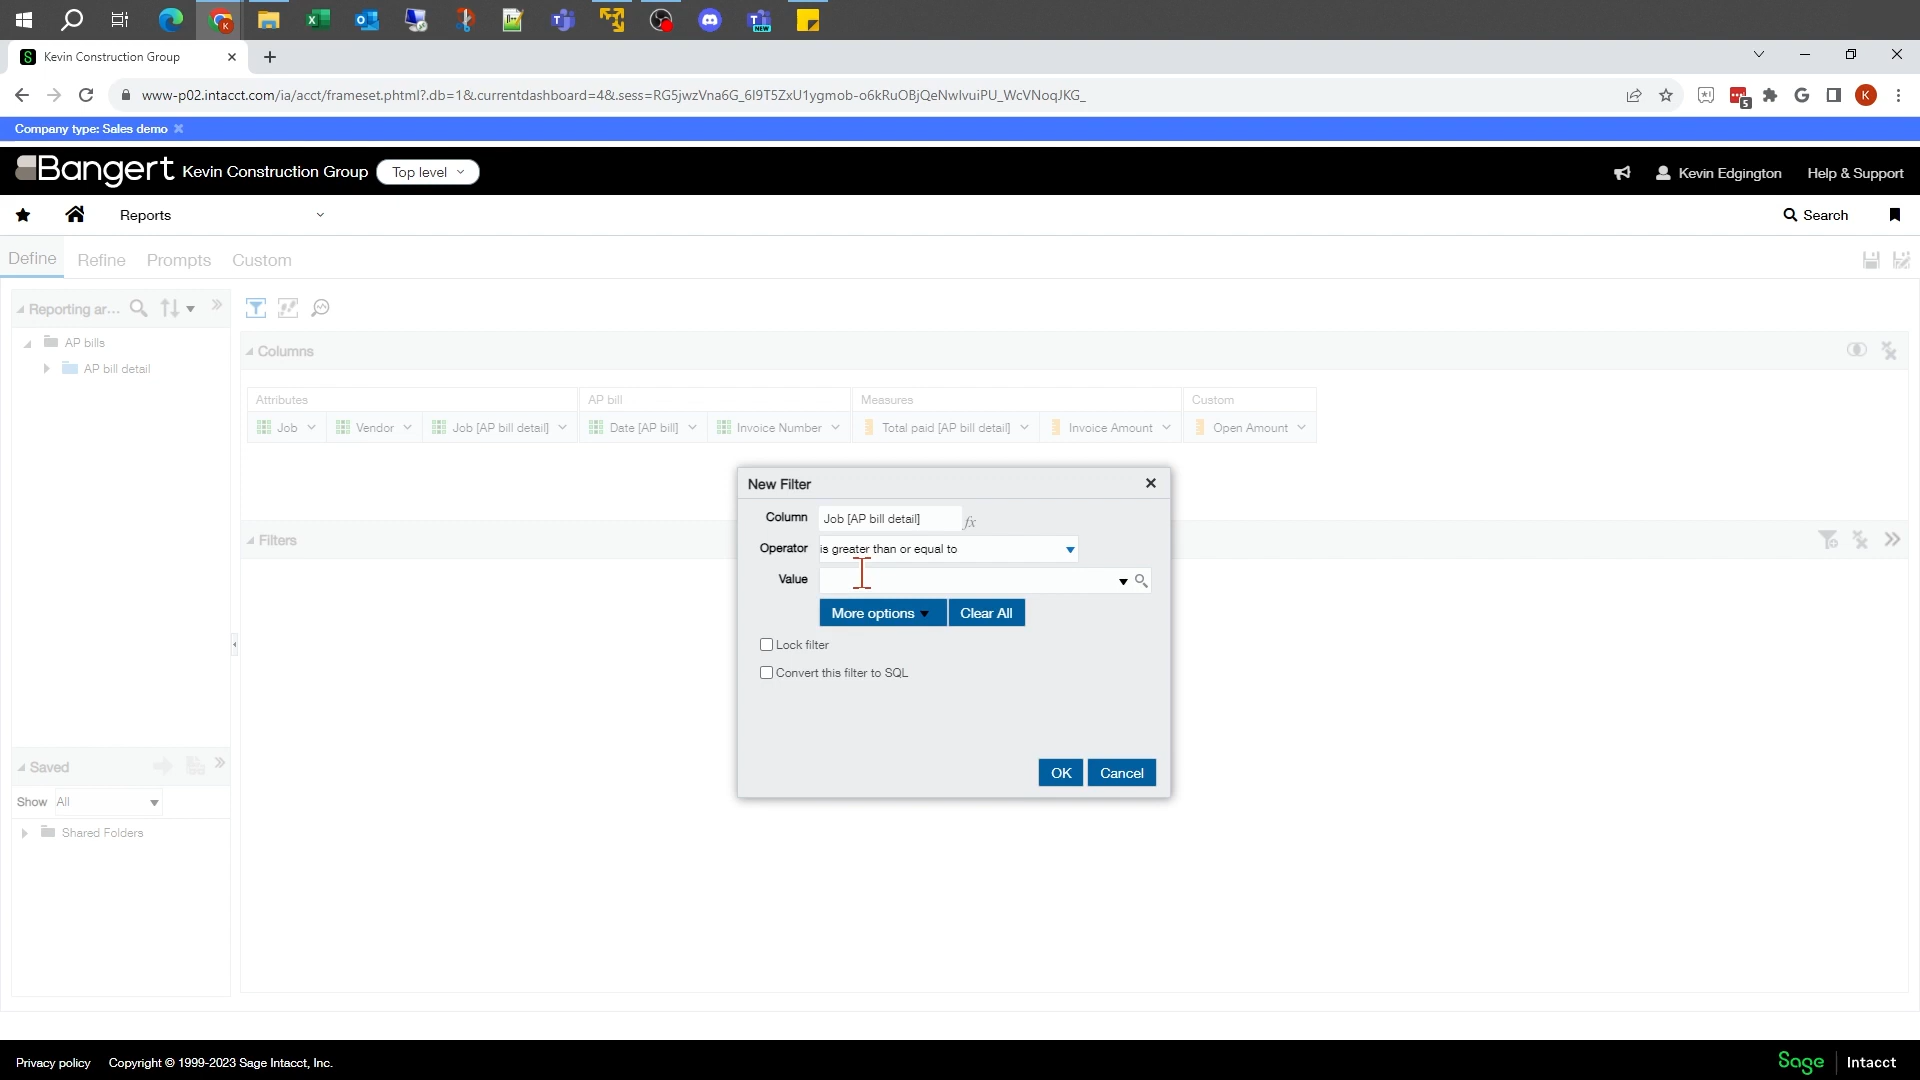 Kevin Construction Group
www-p02.intacct.com/ia/acct/frameset.phtml?.db=1&.currentdashboard=4&.sess=RG5jwzVna6G_6I9T5ZxU1ygmob-o6kRuOBjQeNwIvuiPU_WcVNoqJKG_
Company type: Sales demo
Bangert Kevin Construction Group Top level Kevin Edgington Help & Support
Reports Search
Define Refine Prompts Custom
Reporting ar...
AP bills
AP bill detail
Columns
Attributes AP bill Measures Custom
Job Vendor Job [AP bill detail] Date [AP bill] Invoice Number Total paid [AP bill detail] Invoice Amount Open Amount
Filters
New Filter
Column Job [AP bill detail] fx
Operator is greater than or equal to
Value
More options Clear All
Lock filter
Convert this filter to SQL
OK Cancel
Saved
Show All
Shared Folders
Privacy policy Copyright © 1999-2023 Sage Intacct, Inc. Sage Intacct